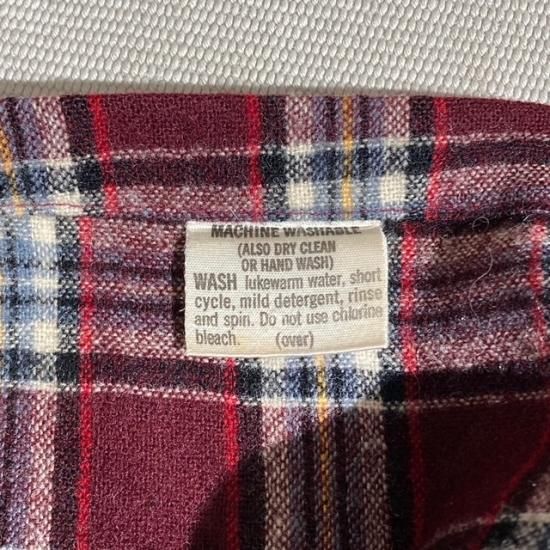 MACHINE WASHABLE
(ALSO DRY CLEAN
OR HAND WASH)
WASH lukewarm water, short
cycle, mild detergent, rinse
and spin. Do not use chlorine
bleach. (over)